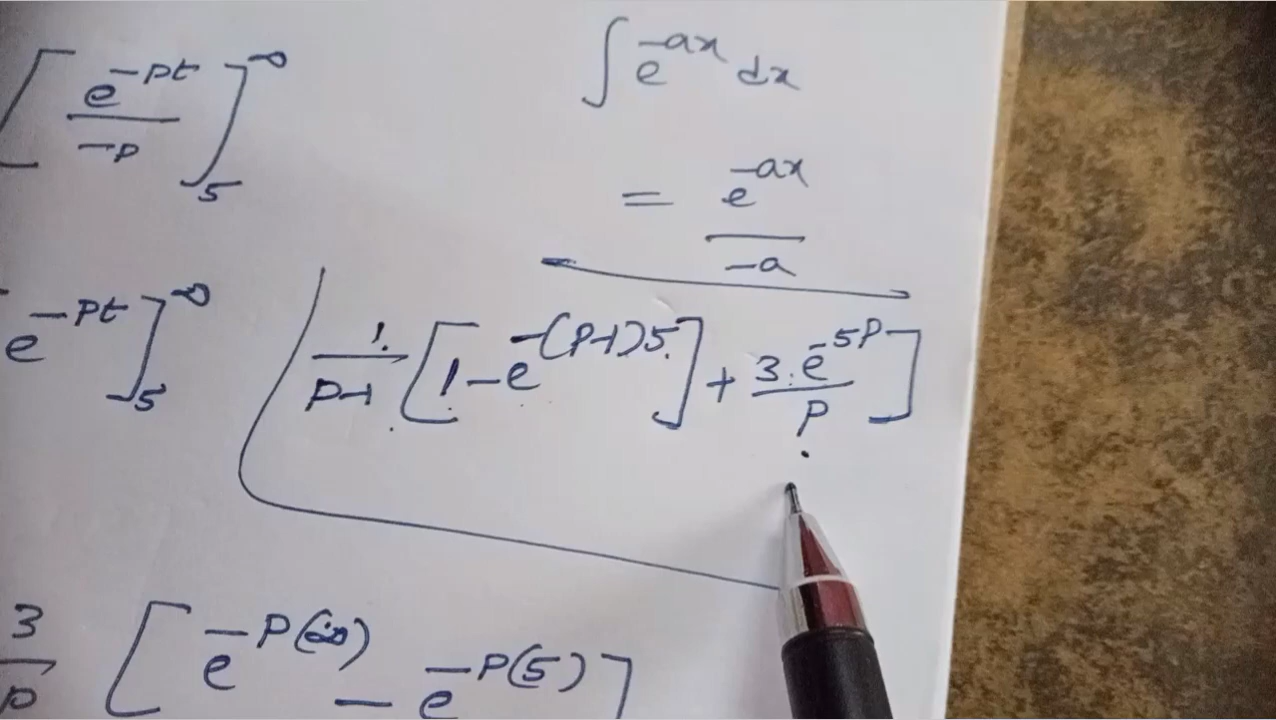 [e^{-pt}/-p]_5^∞
∫ e^{-ax} dx
= e^{-ax}/-a
e^{-pt}]_5^∞
1/(p-1) [1-e^{-(p-1)5}] + 3.e^{-5p}/p]
3/p [e^{-p(∞)} - e^{-p(5)}]